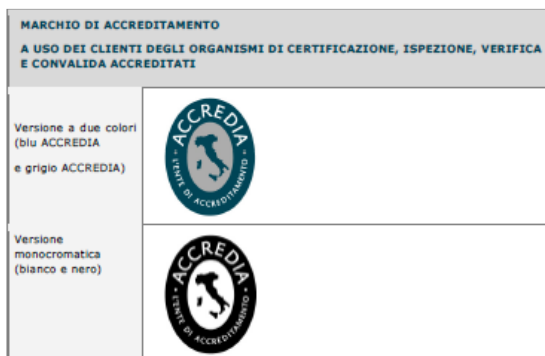 MARCHIO DI ACCREDITAMENTO
A USO DEI CLIENTI DEGLI ORGANISMI DI CERTIFICAZIONE, ISPEZIONE, VERIFICA
E CONVALIDA ACCREDITATI
Versione a due colori
(blu ACCREDIA
e grigio ACCREDIA)
ACCREDIA
L'ENTE DI ACCREDITAMENTO
Versione
monocromatica
(bianco e nero)
ACCREDIA
L'ENTE DI ACCREDITAMENTO